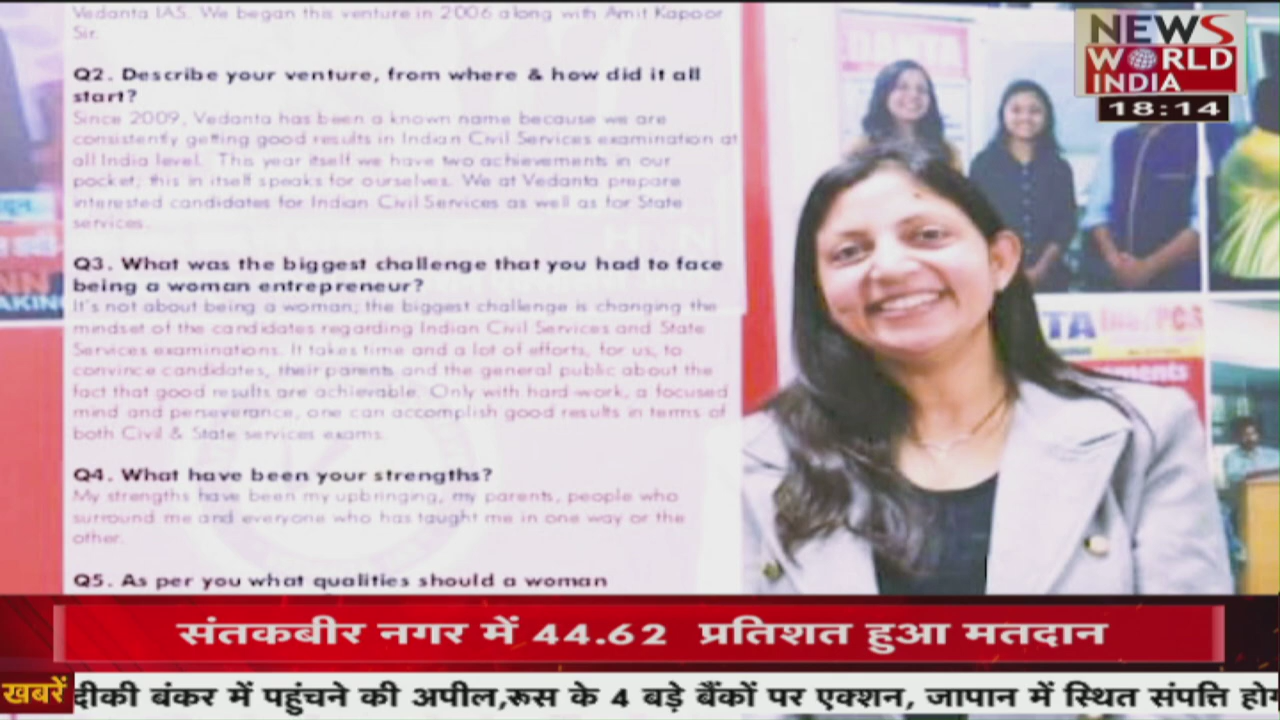 Vedanta IAS. We began this venture in 2006 along with Amit Kapoor
Sir.
Q2. Describe your venture, from where & how did it all
start?
Since 2009, Vedanta has been a because we are
consistently getting good results in Indian Civil Services examination at
all India level. This year itself we have two achievements in our
pocket; this in itself speaks for ourselves. We at Vedanta prepare
interested candidates for Indian Civil Services as well as for State
services.
Q3. What was the biggest challenge that you had to face
being a woman entrepreneur?
It's not about being a woman; the biggest challenge is changing the
mindset of the candidates regarding Indian Civil Services and State
Services examinations. It takes time and a lot of efforts, for us, to
convince candidates, their parents and the general public about the
fact that good results are achievable. Only with hard-work, a focused
mind and perseverance, one can accomplish good results in terms of
both Civil & State services exams.
Q4. What have been your strengths?
My strengths have been my upbringing, my parents, people who
surround me and everyone who has taught me in one way or the
other.
Q5. As per you what qualities should a woman
NEWS
WORLD
INDIA
18:14
संतकबीर नगर में 44.62 प्रतिशत हुआ मतदान
खबरें
दीकी बंकर में पहुंचने की अपील,रूस के 4 बड़े बैंकों पर एक्शन, जापान में स्थित संपत्ति